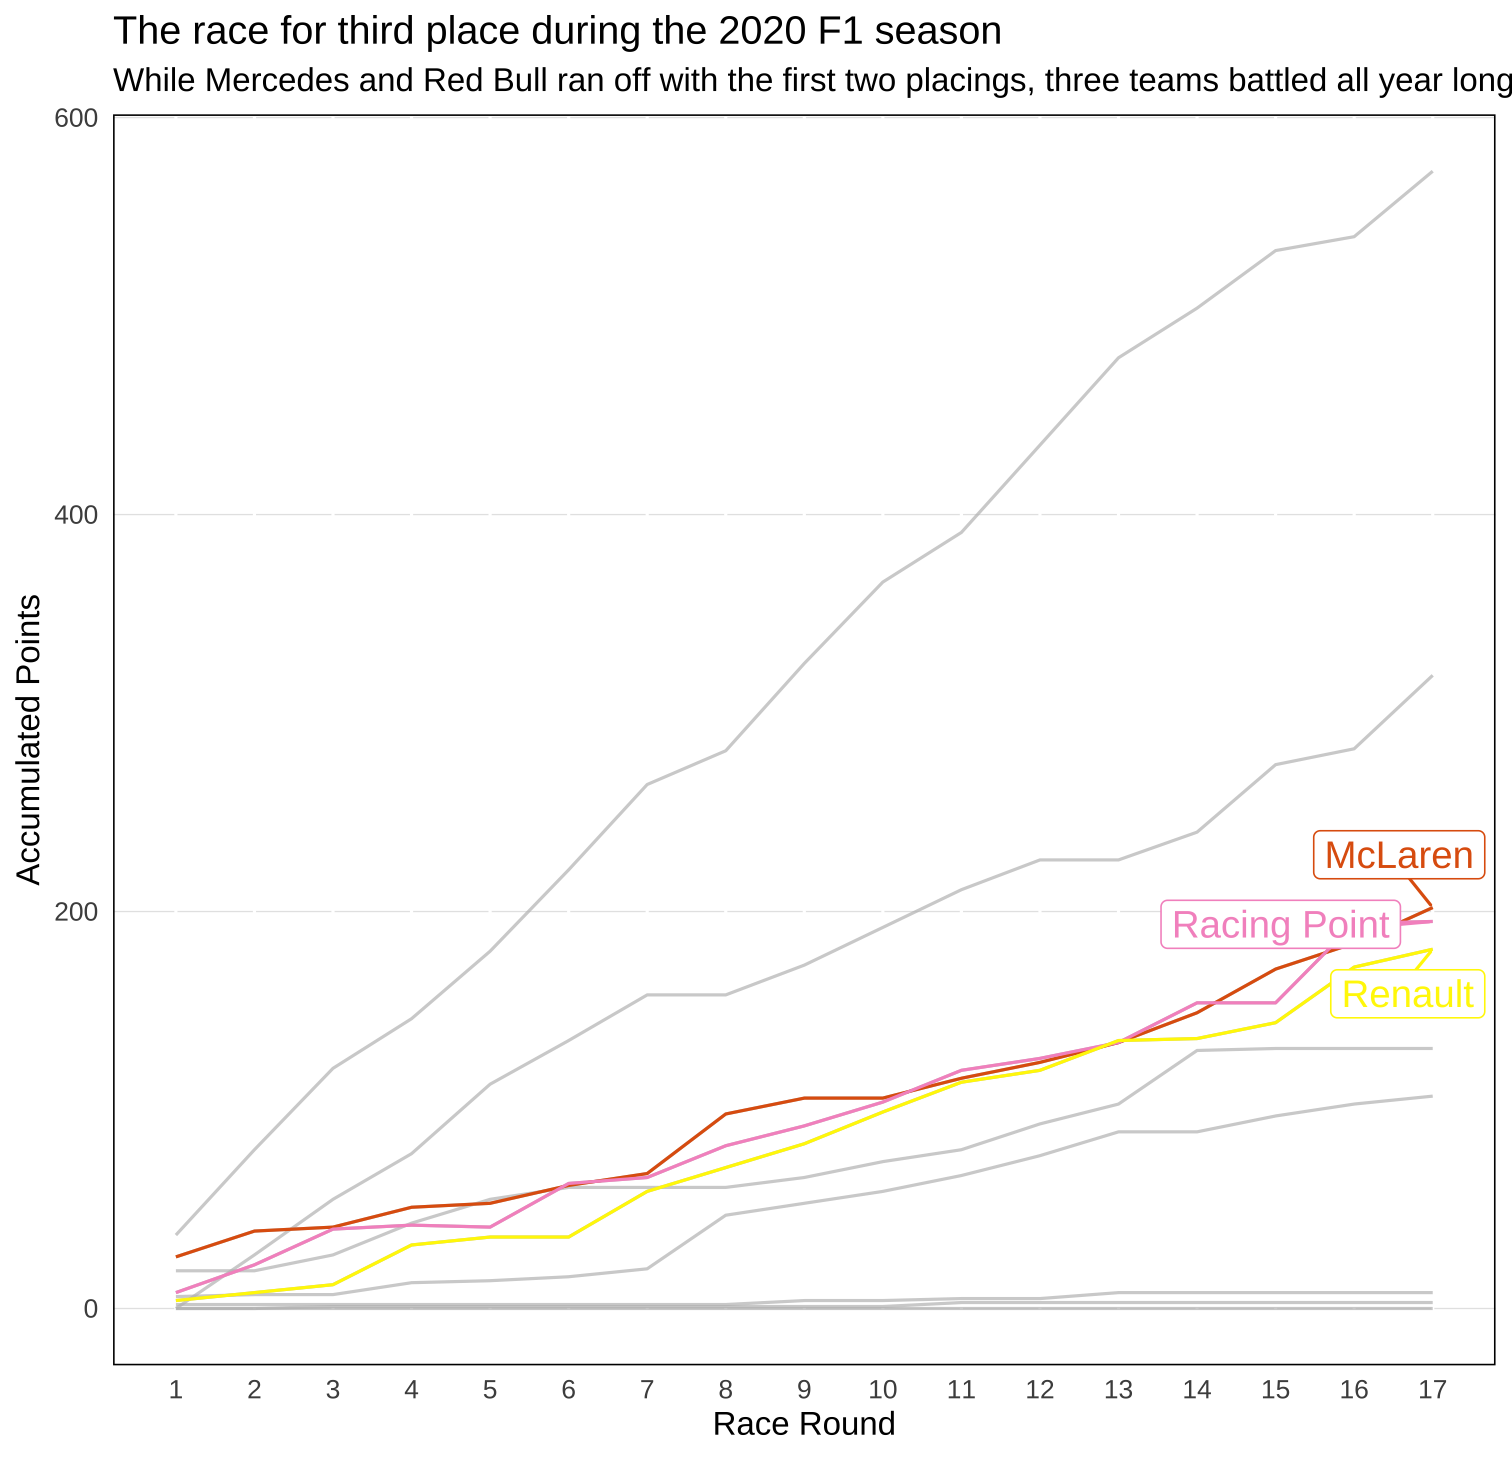 The race for third place during the 2020 F1 season
While Mercedes and Red Bull ran off with the first two placings, three teams battled all year long
600
400
200
0
Accumulated Points
McLaren
Racing Point
Renault
1 2 3 4 5 6 7 8 9 10 11 12 13 14 15 16 17
Race Round